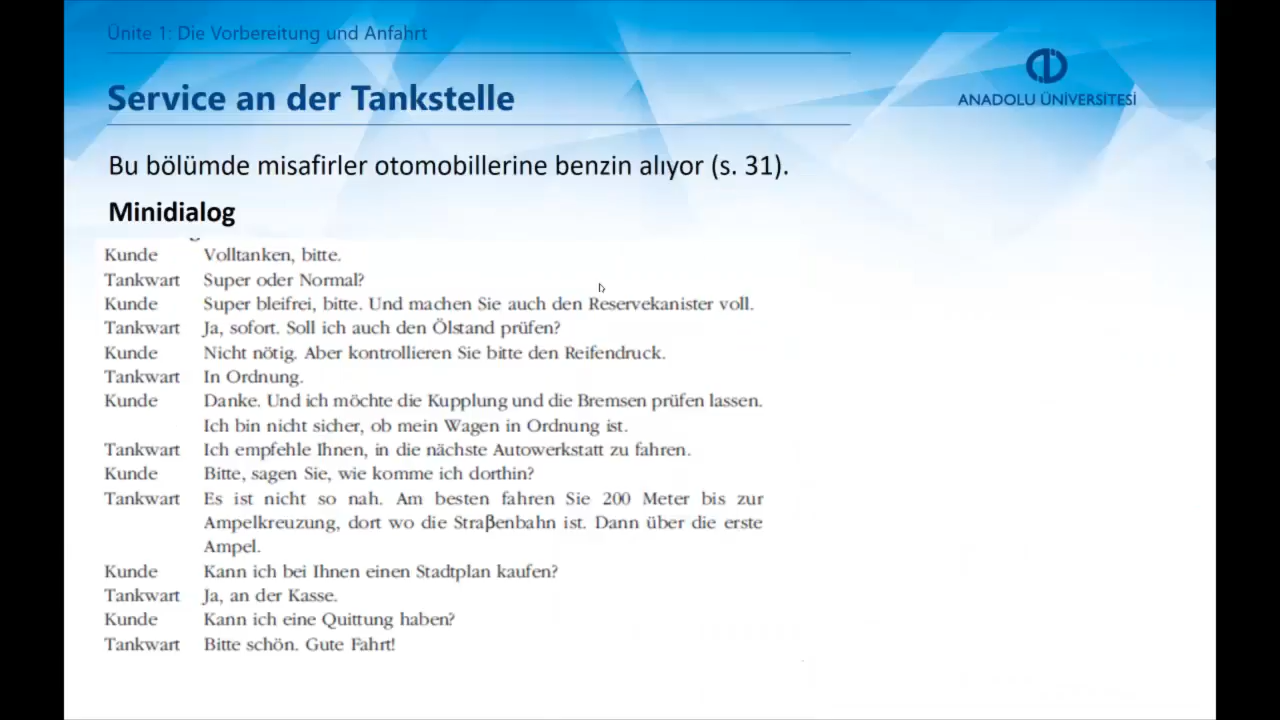 Ünite 1: Die Vorbereitung und Anfahrt
Service an der Tankstelle
ANADOLU ÜNİVERSİTESİ
Bu bölümde misafirler otomobillerine benzin alıyor (s. 31).
Minidialog
Kunde Volltanken, bitte.
Tankwart Super oder Normal?
Kunde Super bleifrei, bitte. Und machen Sie auch den Reservekanister voll.
Tankwart Ja, sofort. Soll ich auch den Ölstand prüfen?
Kunde Nicht nötig. Aber kontrollieren Sie bitte den Reifendruck.
Tankwart In Ordnung.
Kunde Danke. Und ich möchte die Kupplung und die Bremsen prüfen lassen.
Ich bin nicht sicher, ob mein Wagen in Ordnung ist.
Tankwart Ich empfehle Ihnen, in die nächste Autowerkstatt zu fahren.
Kunde Bitte, sagen Sie, wie komme ich dorthin?
Tankwart Es ist nicht so nah. Am besten fahren Sie 200 Meter bis zur
Ampelkreuzung, dort wo die Straβenbahn ist. Dann über die erste
Ampel.
Kunde Kann ich bei Ihnen einen Stadtplan kaufen?
Tankwart Ja, an der Kasse.
Kunde Kann ich eine Quittung haben?
Tankwart Bitte schön. Gute Fahrt!